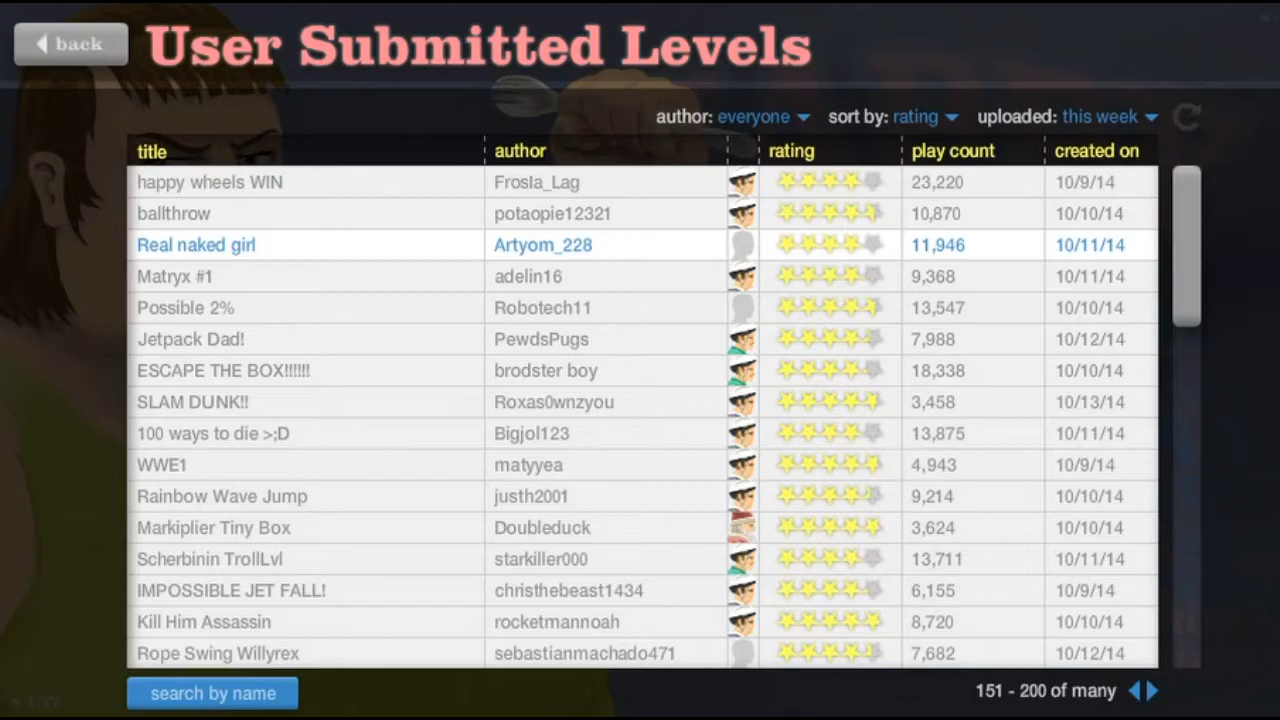 back
User Submitted Levels
author: everyone sort by: rating uploaded: this week
title author rating play count created on
happy wheels WIN Frosla_Lag 23,220 10/9/14
ballthrow potaopie12321 10,870 10/10/14
Real naked girl Artyom_228 11,946 10/11/14
Matryx #1 adelin16 9,368 10/11/14
Possible 2% Robotech11 13,547 10/10/14
Jetpack Dad! PewdsPugs 7,988 10/12/14
ESCAPE THE BOX!!!!!! brodster boy 18,338 10/10/14
SLAM DUNK!! Roxas0wnzyou 3,458 10/13/14
100 ways to die >;D Bigjol123 13,875 10/11/14
WWE1 matyyea 4,943 10/9/14
Rainbow Wave Jump justh2001 9,214 10/10/14
Markiplier Tiny Box Doubleduck 3,624 10/10/14
Scherbinin TrollLvl starkiller000 13,711 10/11/14
IMPOSSIBLE JET FALL! christhebeast1434 6,155 10/9/14
Kill Him Assassin rocketmannoah 8,720 10/10/14
Rope Swing Willyrex sebastianmachado471 7,682 10/12/14
search by name 151 - 200 of many